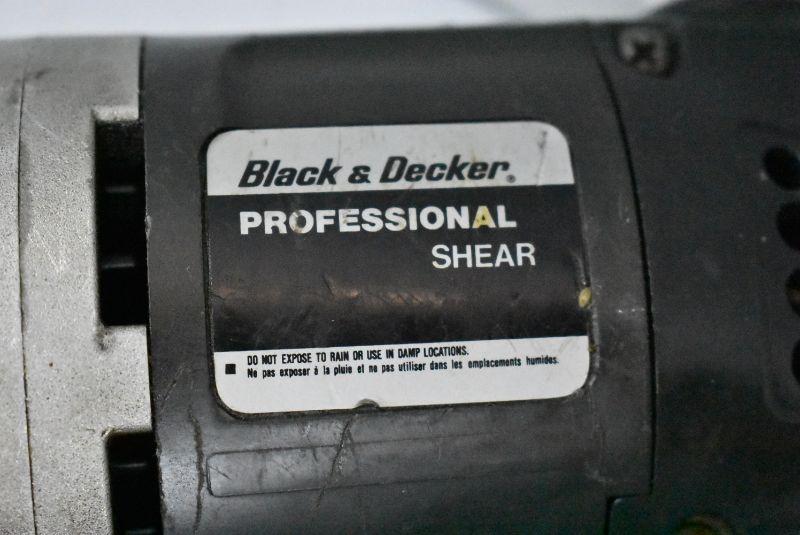 Black & Decker®
PROFESSIONAL
SHEAR
DO NOT EXPOSE TO RAIN OR USE IN DAMP LOCATIONS.
Ne pas exposer à la pluie et ne pas utiliser dans les emplacements humides.